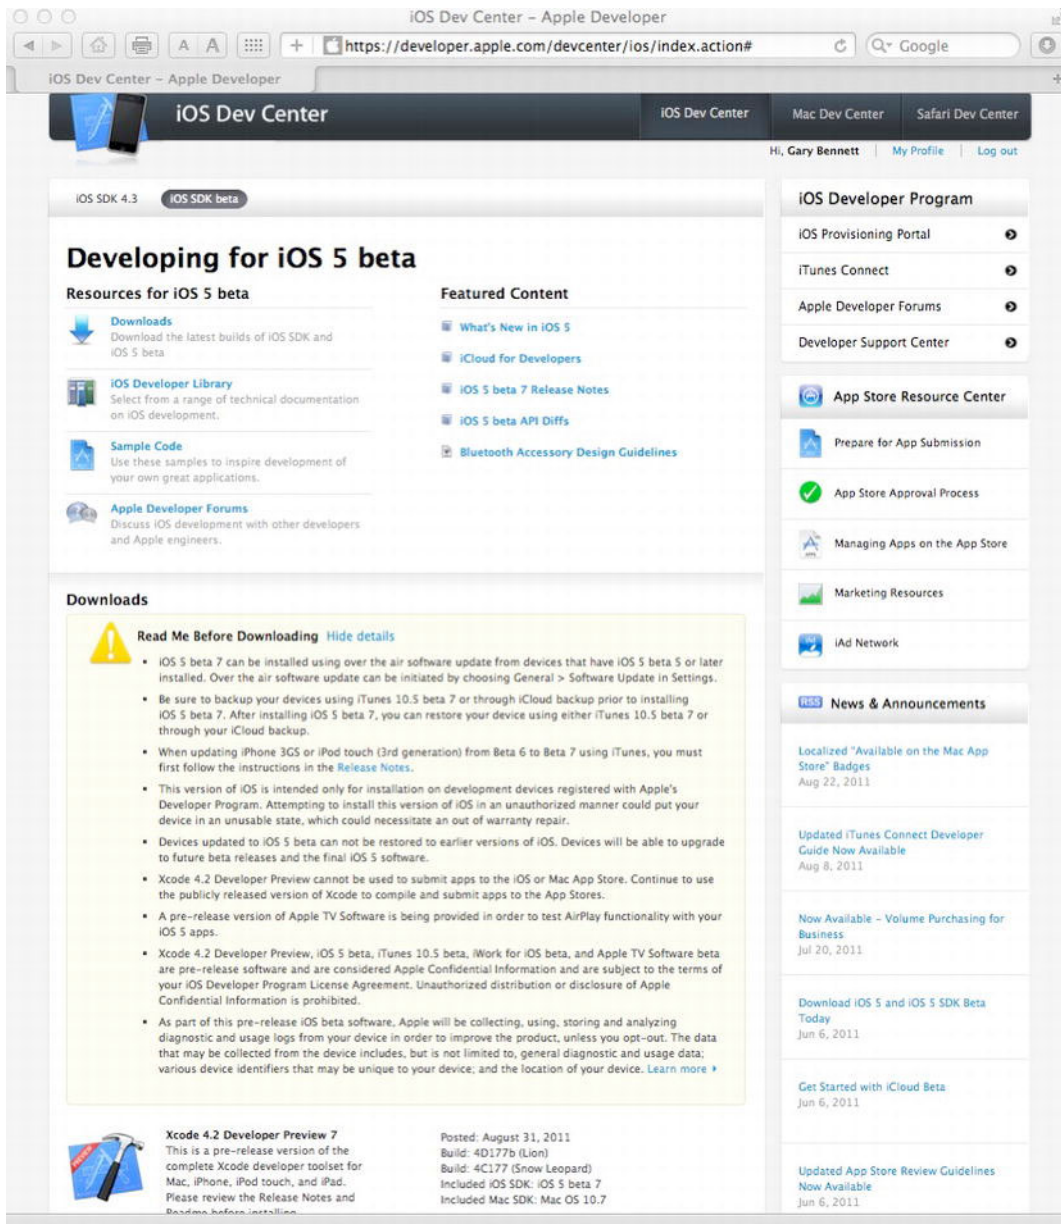 iOS Dev Center – Apple Developer
A A + https://developer.apple.com/devcenter/ios/index.action# Google
iOS Dev Center – Apple Developer
iOS Dev Center
iOS Dev Center Mac Dev Center Safari Dev Center
Hi, Gary Bennett | My Profile | Log out
iOS SDK 4.3 iOS SDK beta
Developing for iOS 5 beta
Resources for iOS 5 beta
Downloads
Download the latest builds of iOS SDK and
iOS 5 beta
iOS Developer Library
Select from a range of technical documentation
on iOS development.
Sample Code
Use these samples to inspire development of
your own great applications.
Apple Developer Forums
Discuss iOS development with other developers
and Apple engineers.
Featured Content
What's New in iOS 5
iCloud for Developers
iOS 5 beta 7 Release Notes
iOS 5 beta API Diffs
Bluetooth Accessory Design Guidelines
Downloads
Read Me Before Downloading Hide details
• iOS 5 beta 7 can be installed using over the air software update from devices that have iOS 5 beta 5 or later
installed. Over the air software update can be initiated by choosing General > Software Update in Settings.
• Be sure to backup your devices using iTunes 10.5 beta 7 or through iCloud backup prior to installing
iOS 5 beta 7. After installing iOS 5 beta 7, you can restore your device using either iTunes 10.5 beta 7 or
through your iCloud backup.
• When updating iPhone 3GS or iPod touch (3rd generation) from Beta 6 to Beta 7 using iTunes, you must
first follow the instructions in the Release Notes.
• This version of iOS is intended only for installation on development devices registered with Apple's
Developer Program. Attempting to install this version of iOS in an unauthorized manner could put your
device in an unusable state, which could necessitate an out of warranty repair.
• Devices updated to iOS 5 beta can not be restored to earlier versions of iOS. Devices will be able to upgrade
to future beta releases and the final iOS 5 software.
• Xcode 4.2 Developer Preview cannot be used to submit apps to the iOS or Mac App Store. Continue to use
the publicly released version of Xcode to compile and submit apps to the App Stores.
• A pre-release version of Apple TV Software is being provided in order to test AirPlay functionality with your
iOS 5 apps.
• Xcode 4.2 Developer Preview, iOS 5 beta, iTunes 10.5 beta, iWork for iOS beta, and Apple TV Software beta
are pre-release software and are considered Apple Confidential Information and are subject to the terms of
your iOS Developer Program License Agreement. Unauthorized distribution or disclosure of Apple
Confidential Information is prohibited.
• As part of this pre-release iOS beta software, Apple will be collecting, using, storing and analyzing
diagnostic and usage logs from your device in order to improve the product, unless you opt-out. The data
that may be collected from the device includes, but is not limited to, general diagnostic and usage data;
various device identifiers that may be unique to your device; and the location of your device. Learn more
PREVIEW
Xcode 4.2 Developer Preview 7
This is a pre-release version of the
complete Xcode developer toolset for
Mac, iPhone, iPod touch, and iPad.
Please review the Release Notes and
Readme before installing
Posted: August 31, 2011
Build: 4D177b (Lion)
Build: 4C177 (Snow Leopard)
Included iOS SDK: iOS 5 beta 7
Included Mac SDK: Mac OS 10.7
iOS Developer Program
iOS Provisioning Portal
iTunes Connect
Apple Developer Forums
Developer Support Center
App Store Resource Center
Prepare for App Submission
App Store Approval Process
Managing Apps on the App Store
Marketing Resources
iAd Network
RSS News & Announcements
Localized "Available on the Mac App
Store" Badges
Aug 22, 2011
Updated iTunes Connect Developer
Guide Now Available
Aug 8, 2011
Now Available – Volume Purchasing for
Business
Jul 20, 2011
Download iOS 5 and iOS 5 SDK Beta
Today
Jun 6, 2011
Get Started with iCloud Beta
Jun 6, 2011
Updated App Store Review Guidelines
Now Available
Jun 6, 2011